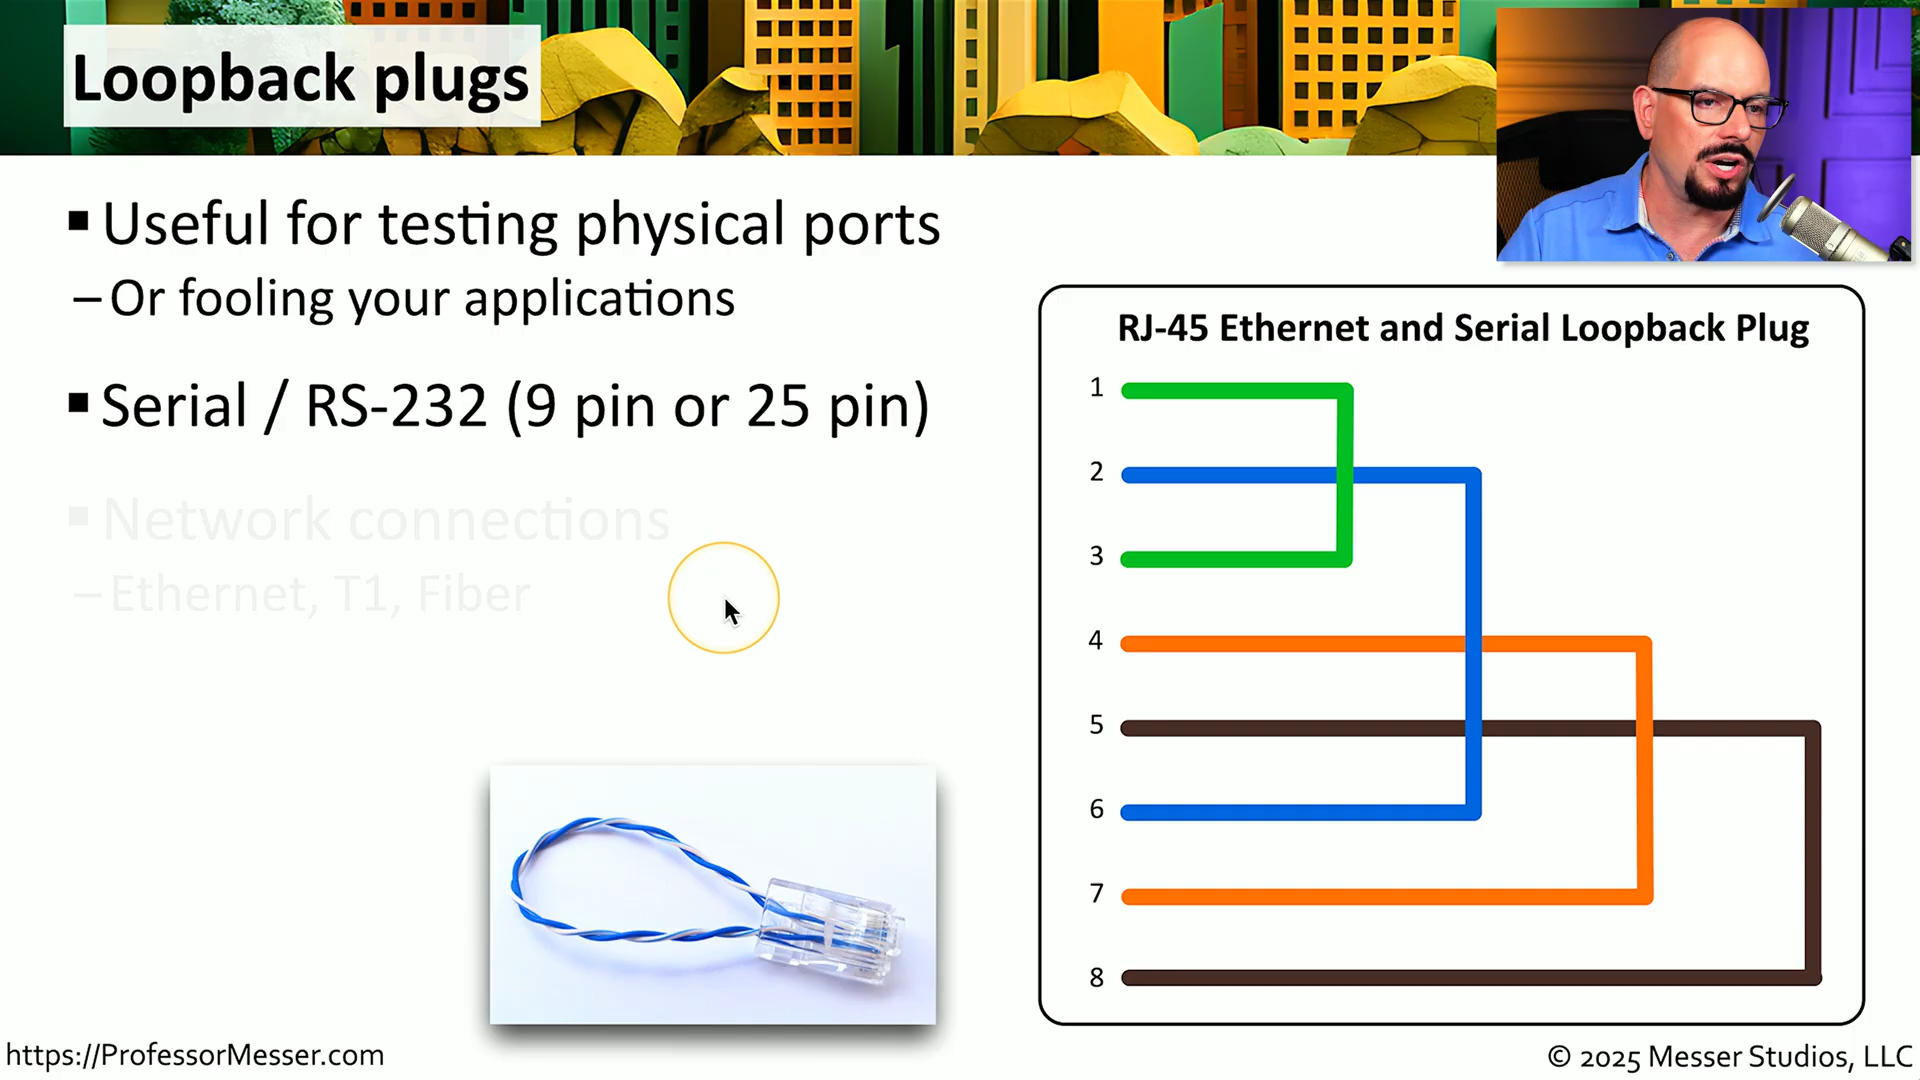 Loopback plugs
▪ Useful for testing physical ports
– Or fooling your applications
▪ Serial / RS-232 (9 pin or 25 pin)
▪ Network connections
– Ethernet, T1, Fiber
RJ-45 Ethernet and Serial Loopback Plug
1
2
3
4
5
6
7
8
https://ProfessorMesser.com
© 2025 Messer Studios, LLC